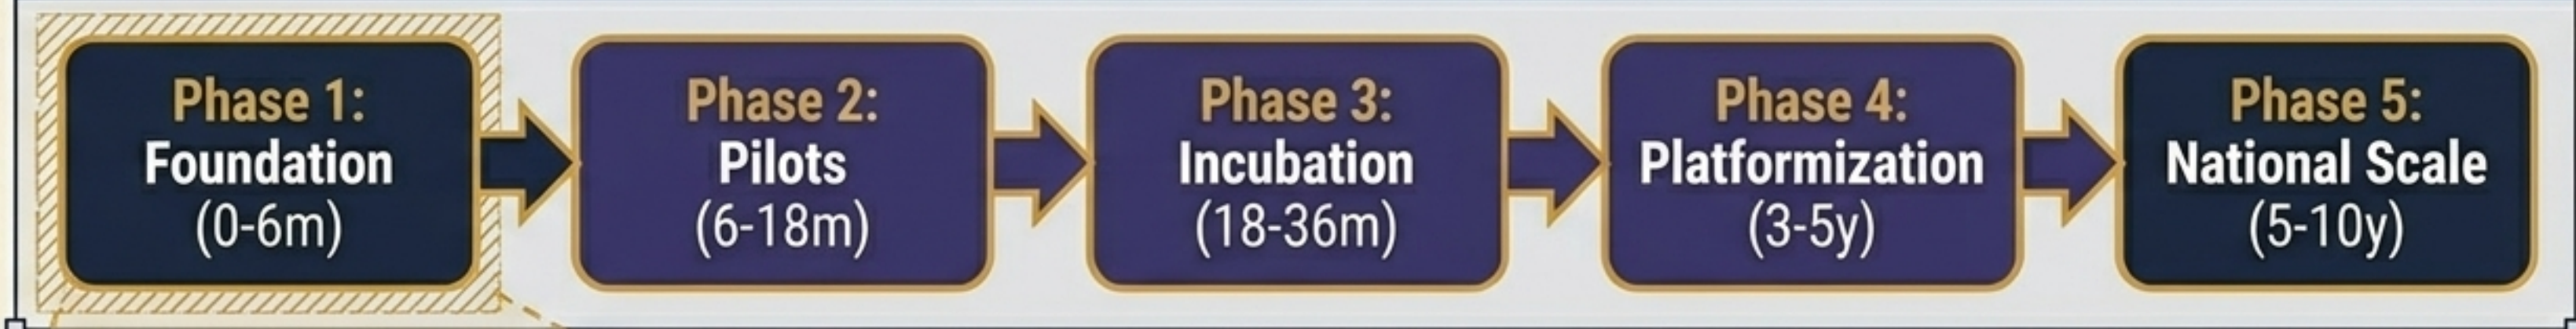 Phase 1:
Foundation
(0-6m)
Phase 2:
Pilots
(6-18m)
Phase 3:
Incubation
(18-36m)
Phase 4:
Platformization
(3-5y)
Phase 5:
National Scale
(5-10y)